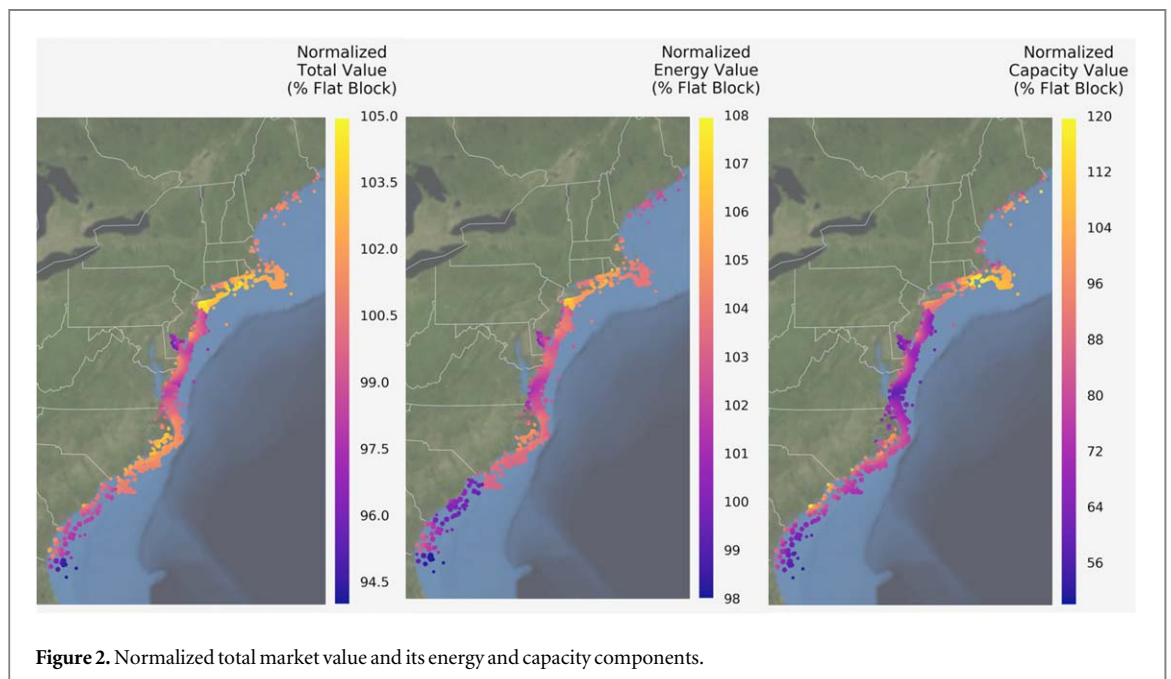 Normalized
Total Value
(% Flat Block)
105.0
103.5
102.0
100.5
99.0
97.5
96.0
94.5
Normalized
Energy Value
(% Flat Block)
108
107
106
105
104
103
102
101
100
99
98
Normalized
Capacity Value
(% Flat Block)
120
112
104
96
88
80
72
64
56
Figure 2. Normalized total market value and its energy and capacity components.